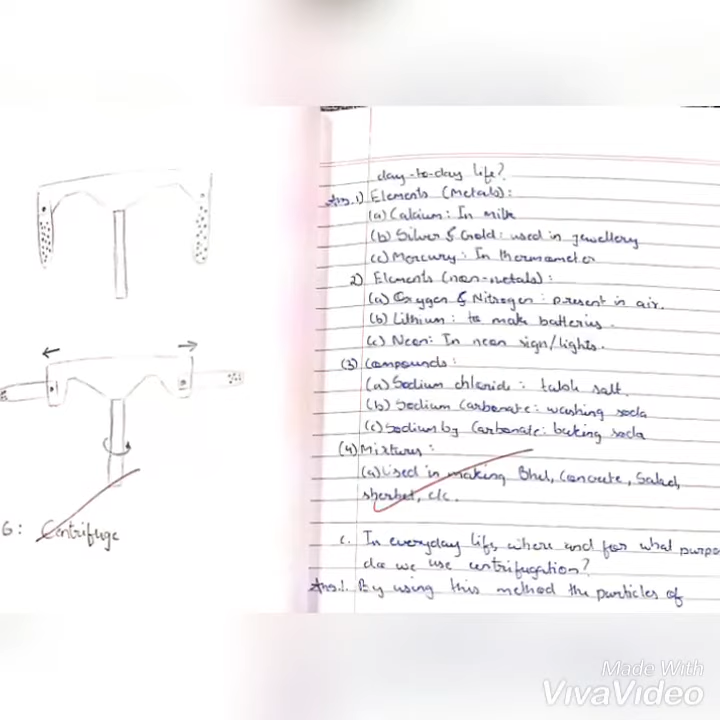 6: Centrifuge
day-to-day life?
Ans. 1) Elements (Metals):
(a) Calcium: In milk
(b) Silver & Gold: used in jewellery
(c) Mercury: In thermometer
2) Elements (non-metals):
(a) Oxygen & Nitrogen: present in air.
(b) Lithium: to make batteries.
(c) Neon: In neon sign/lights.
(3) Compounds:
(a) Sodium chloride: table salt.
(b) Sodium Carbonate: washing soda
(c) Sodium by Carbonate: baking soda
(4) Mixtures:
(a) Used in making Bhel, Concrete, Salad,
sherbet, etc.
c. In everyday life, where and for what purpo
do we use centrifugation?
Ans:. By using this method the particles of
Made With
VivaVideo